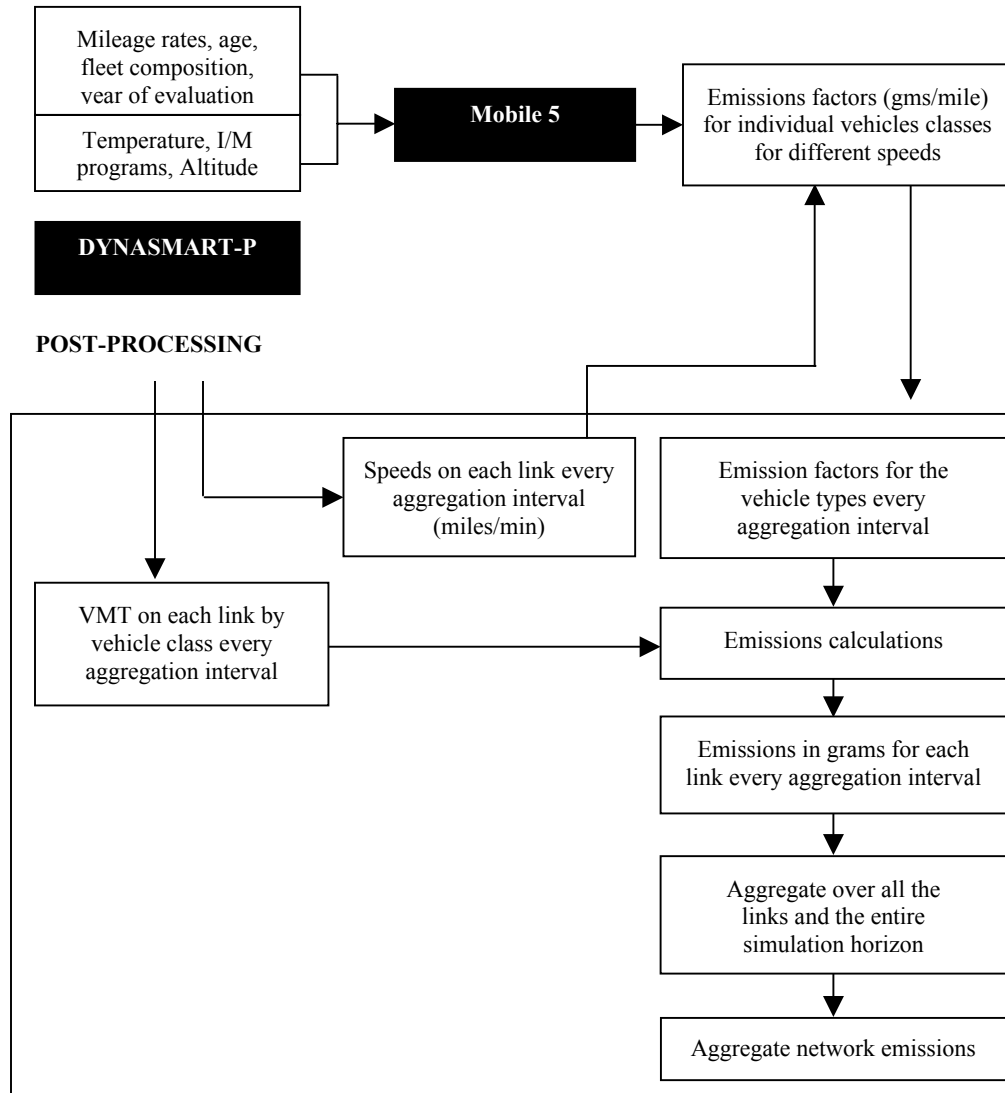 Mileage rates, age,
fleet composition,
year of evaluation
Temperature, I/M
programs, Altitude
Mobile 5
Emissions factors (gms/mile)
for individual vehicles classes
for different speeds
DYNASMART-P
POST-PROCESSING
Speeds on each link every
aggregation interval
(miles/min)
Emission factors for the
vehicle types every
aggregation interval
VMT on each link by
vehicle class every
aggregation interval
Emissions calculations
Emissions in grams for each
link every aggregation interval
Aggregate over all the
links and the entire
simulation horizon
Aggregate network emissions